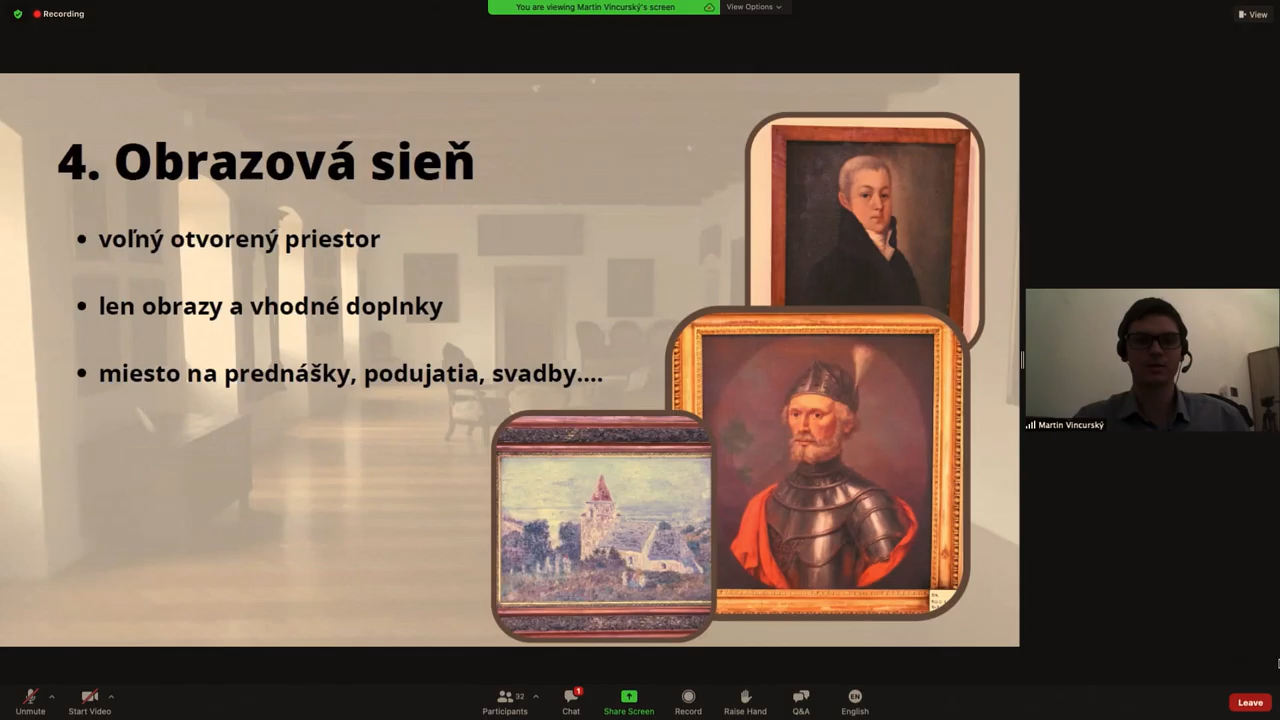 Recording
You are viewing Martin Vincurský's screen
View Options
View
4. Obrazová sieň
• voľný otvorený priestor
• len obrazy a vhodné doplnky
• miesto na prednášky, podujatia, svadby....
Martin Vincurský
Unmute
Start Video
32
Participants
1
Chat
Share Screen
Record
Raise Hand
Q&A
EN
English
Leave